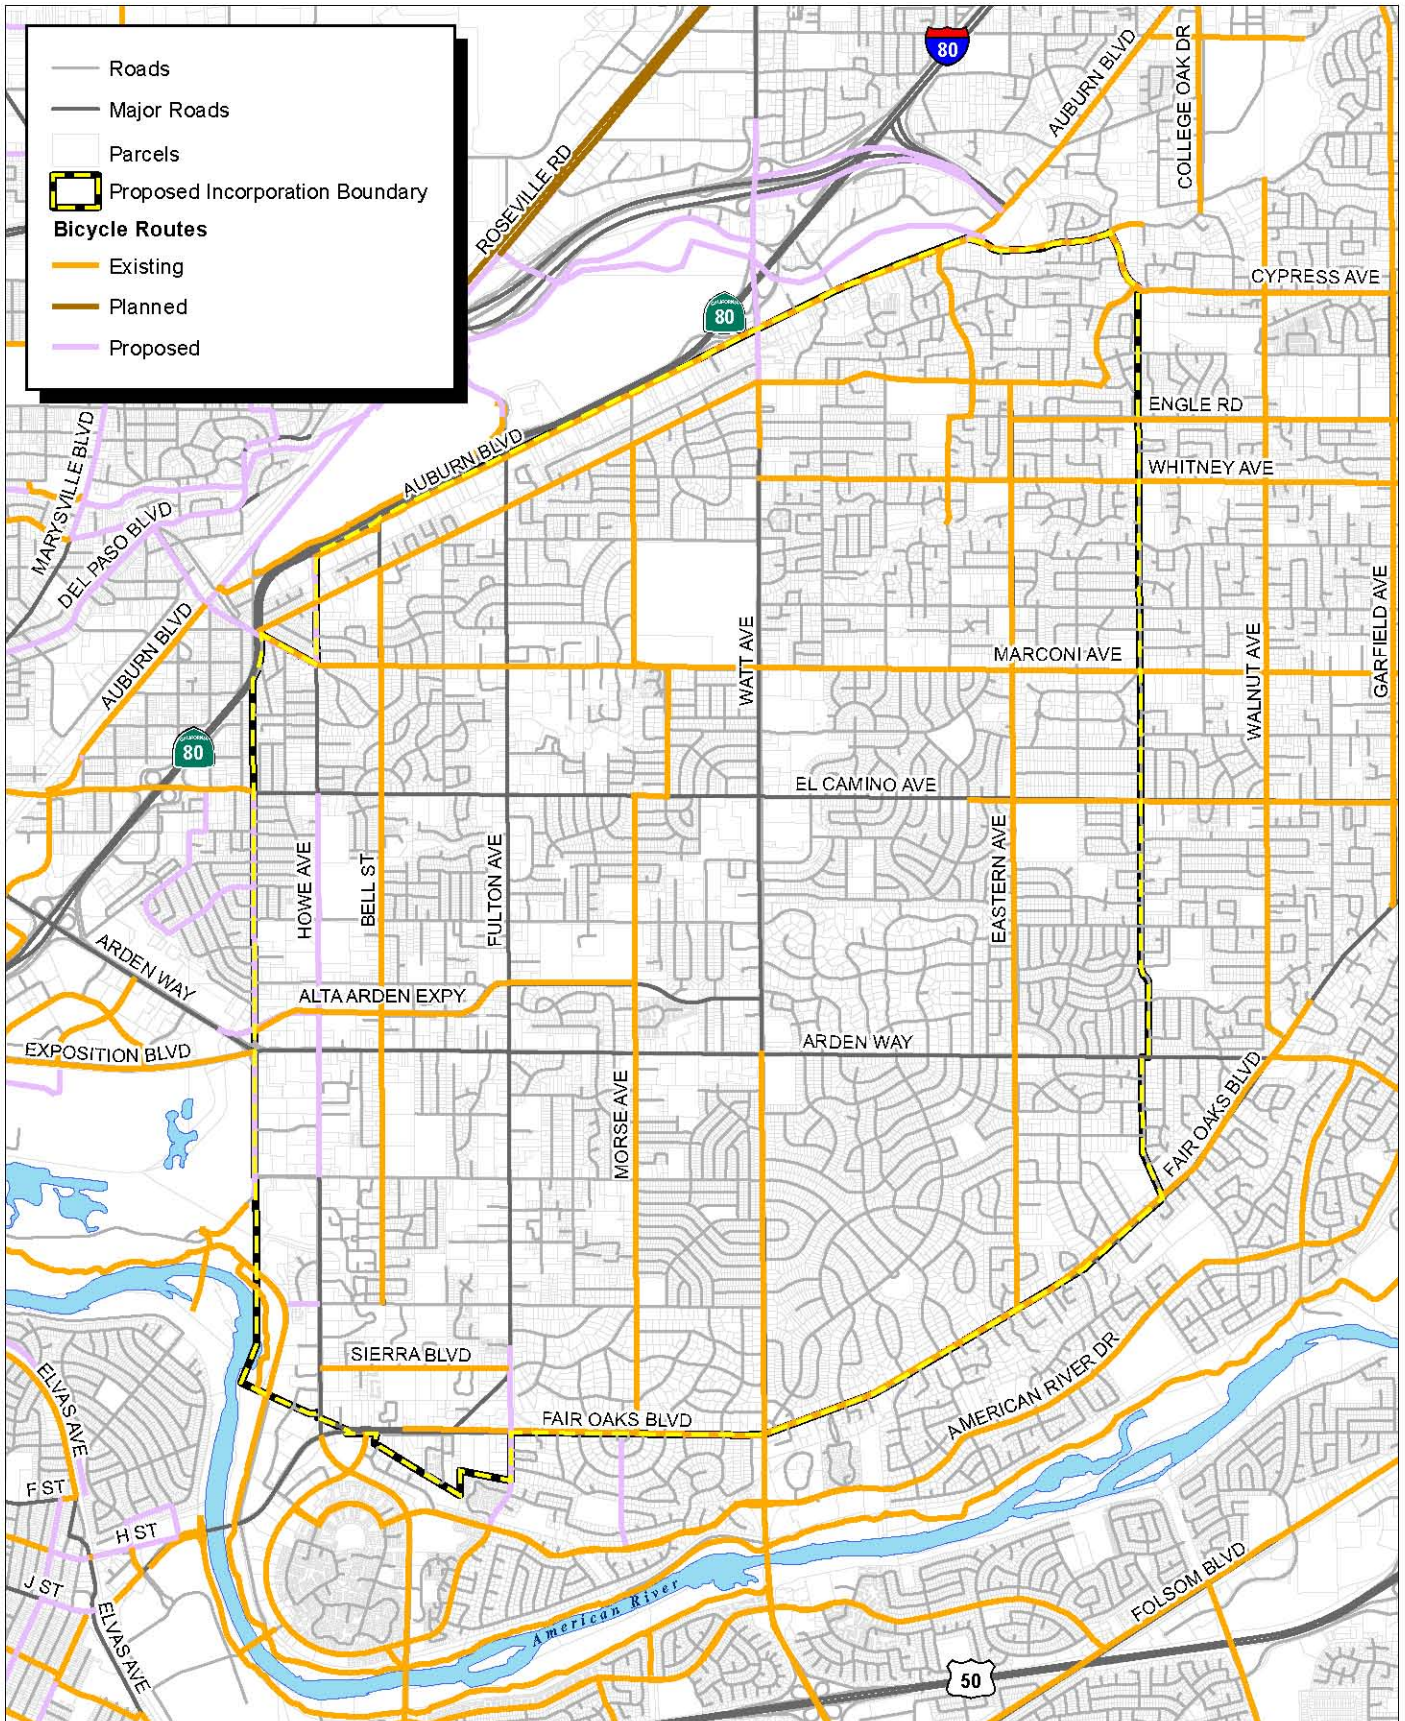 Roads
Major Roads
Parcels
Proposed Incorporation Boundary
Bicycle Routes
Existing
Planned
Proposed
80
AUBURN BLVD
COLLEGE OAK DR
ROSEVILLE RD
CYPRESS AVE
CALIFORNIA
80
ENGLE RD
AUBURN BLVD
WHITNEY AVE
MARYSVILLE BLVD
DEL PASO BLVD
AUBURN BLVD
WATT AVE
MARCONI AVE
WALNUT AVE
GARFIELD AVE
CALIFORNIA
80
EL CAMINO AVE
HOWE AVE
BELL ST
FULTON AVE
EASTERN AVE
ARDEN WAY
ALTA ARDEN EXPY
EXPOSITION BLVD
ARDEN WAY
MORSE AVE
FAIR OAKS BLVD
SIERRA BLVD
ELVAS AVE
FAIR OAKS BLVD
AMERICAN RIVER DR
F ST
H ST
J ST
ELVAS AVE
American River
FOLSOM BLVD
50